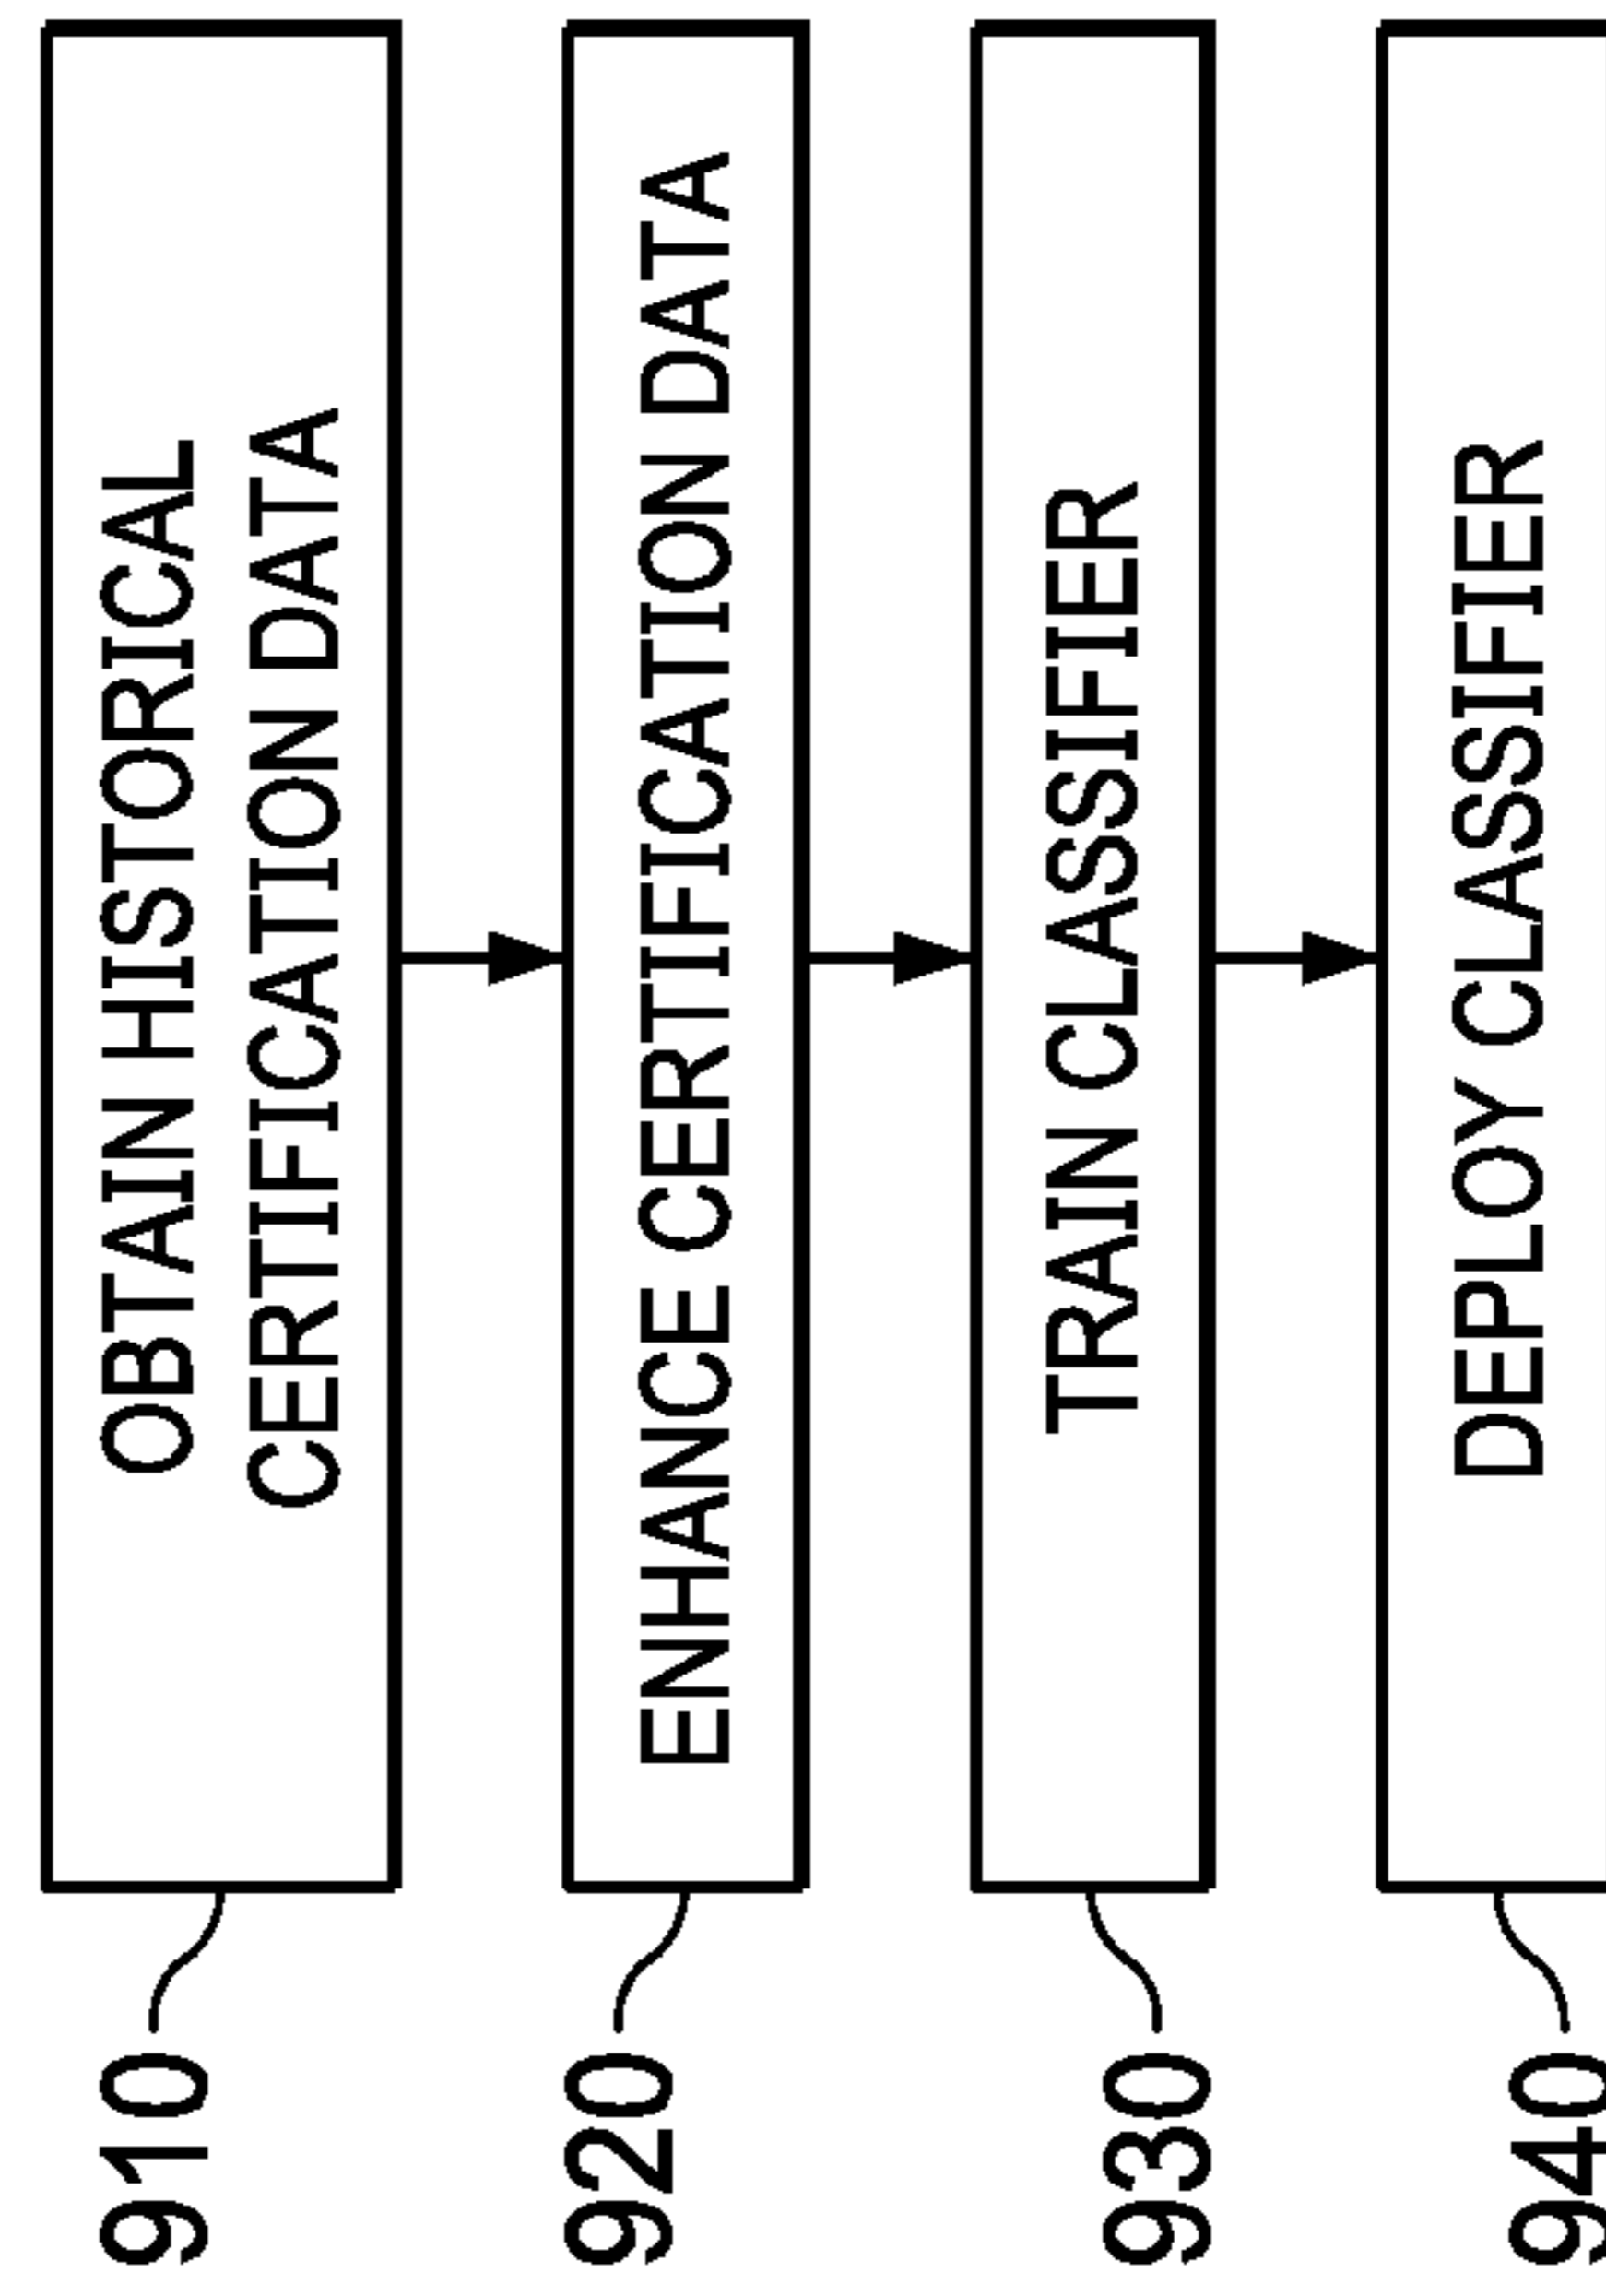 910
OBTAIN HISTORICAL
CERTIFICATION DATA
920
ENHANCE CERTIFICATION DATA
930
TRAIN CLASSIFIER
940
DEPLOY CLASSIFIER